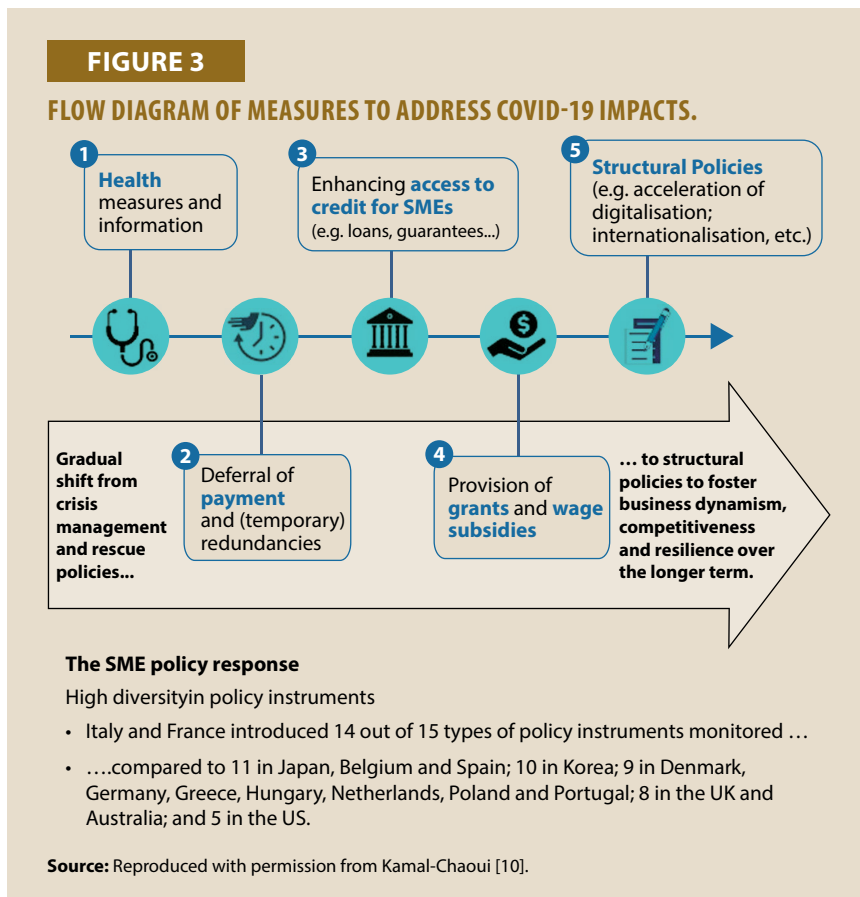 FIGURE 3
FLOW DIAGRAM OF MEASURES TO ADDRESS COVID-19 IMPACTS.
1
Health
measures and
information
3
Enhancing access to
credit for SMEs
(e.g. loans, guarantees...)
5
Structural Policies
(e.g. acceleration of
digitalisation;
internationalisation, etc.)
$
Gradual
shift from
crisis
management
and rescue
policies...
2
Deferral of
payment
and (temporary)
redundancies
4
Provision of
grants and wage
subsidies
… to structural
policies to foster
business dynamism,
competitiveness
and resilience over
the longer term.
The SME policy response
High diversityin policy instruments
• Italy and France introduced 14 out of 15 types of policy instruments monitored …
• ….compared to 11 in Japan, Belgium and Spain; 10 in Korea; 9 in Denmark,
Germany, Greece, Hungary, Netherlands, Poland and Portugal; 8 in the UK and
Australia; and 5 in the US.
Source: Reproduced with permission from Kamal-Chaoui [10].